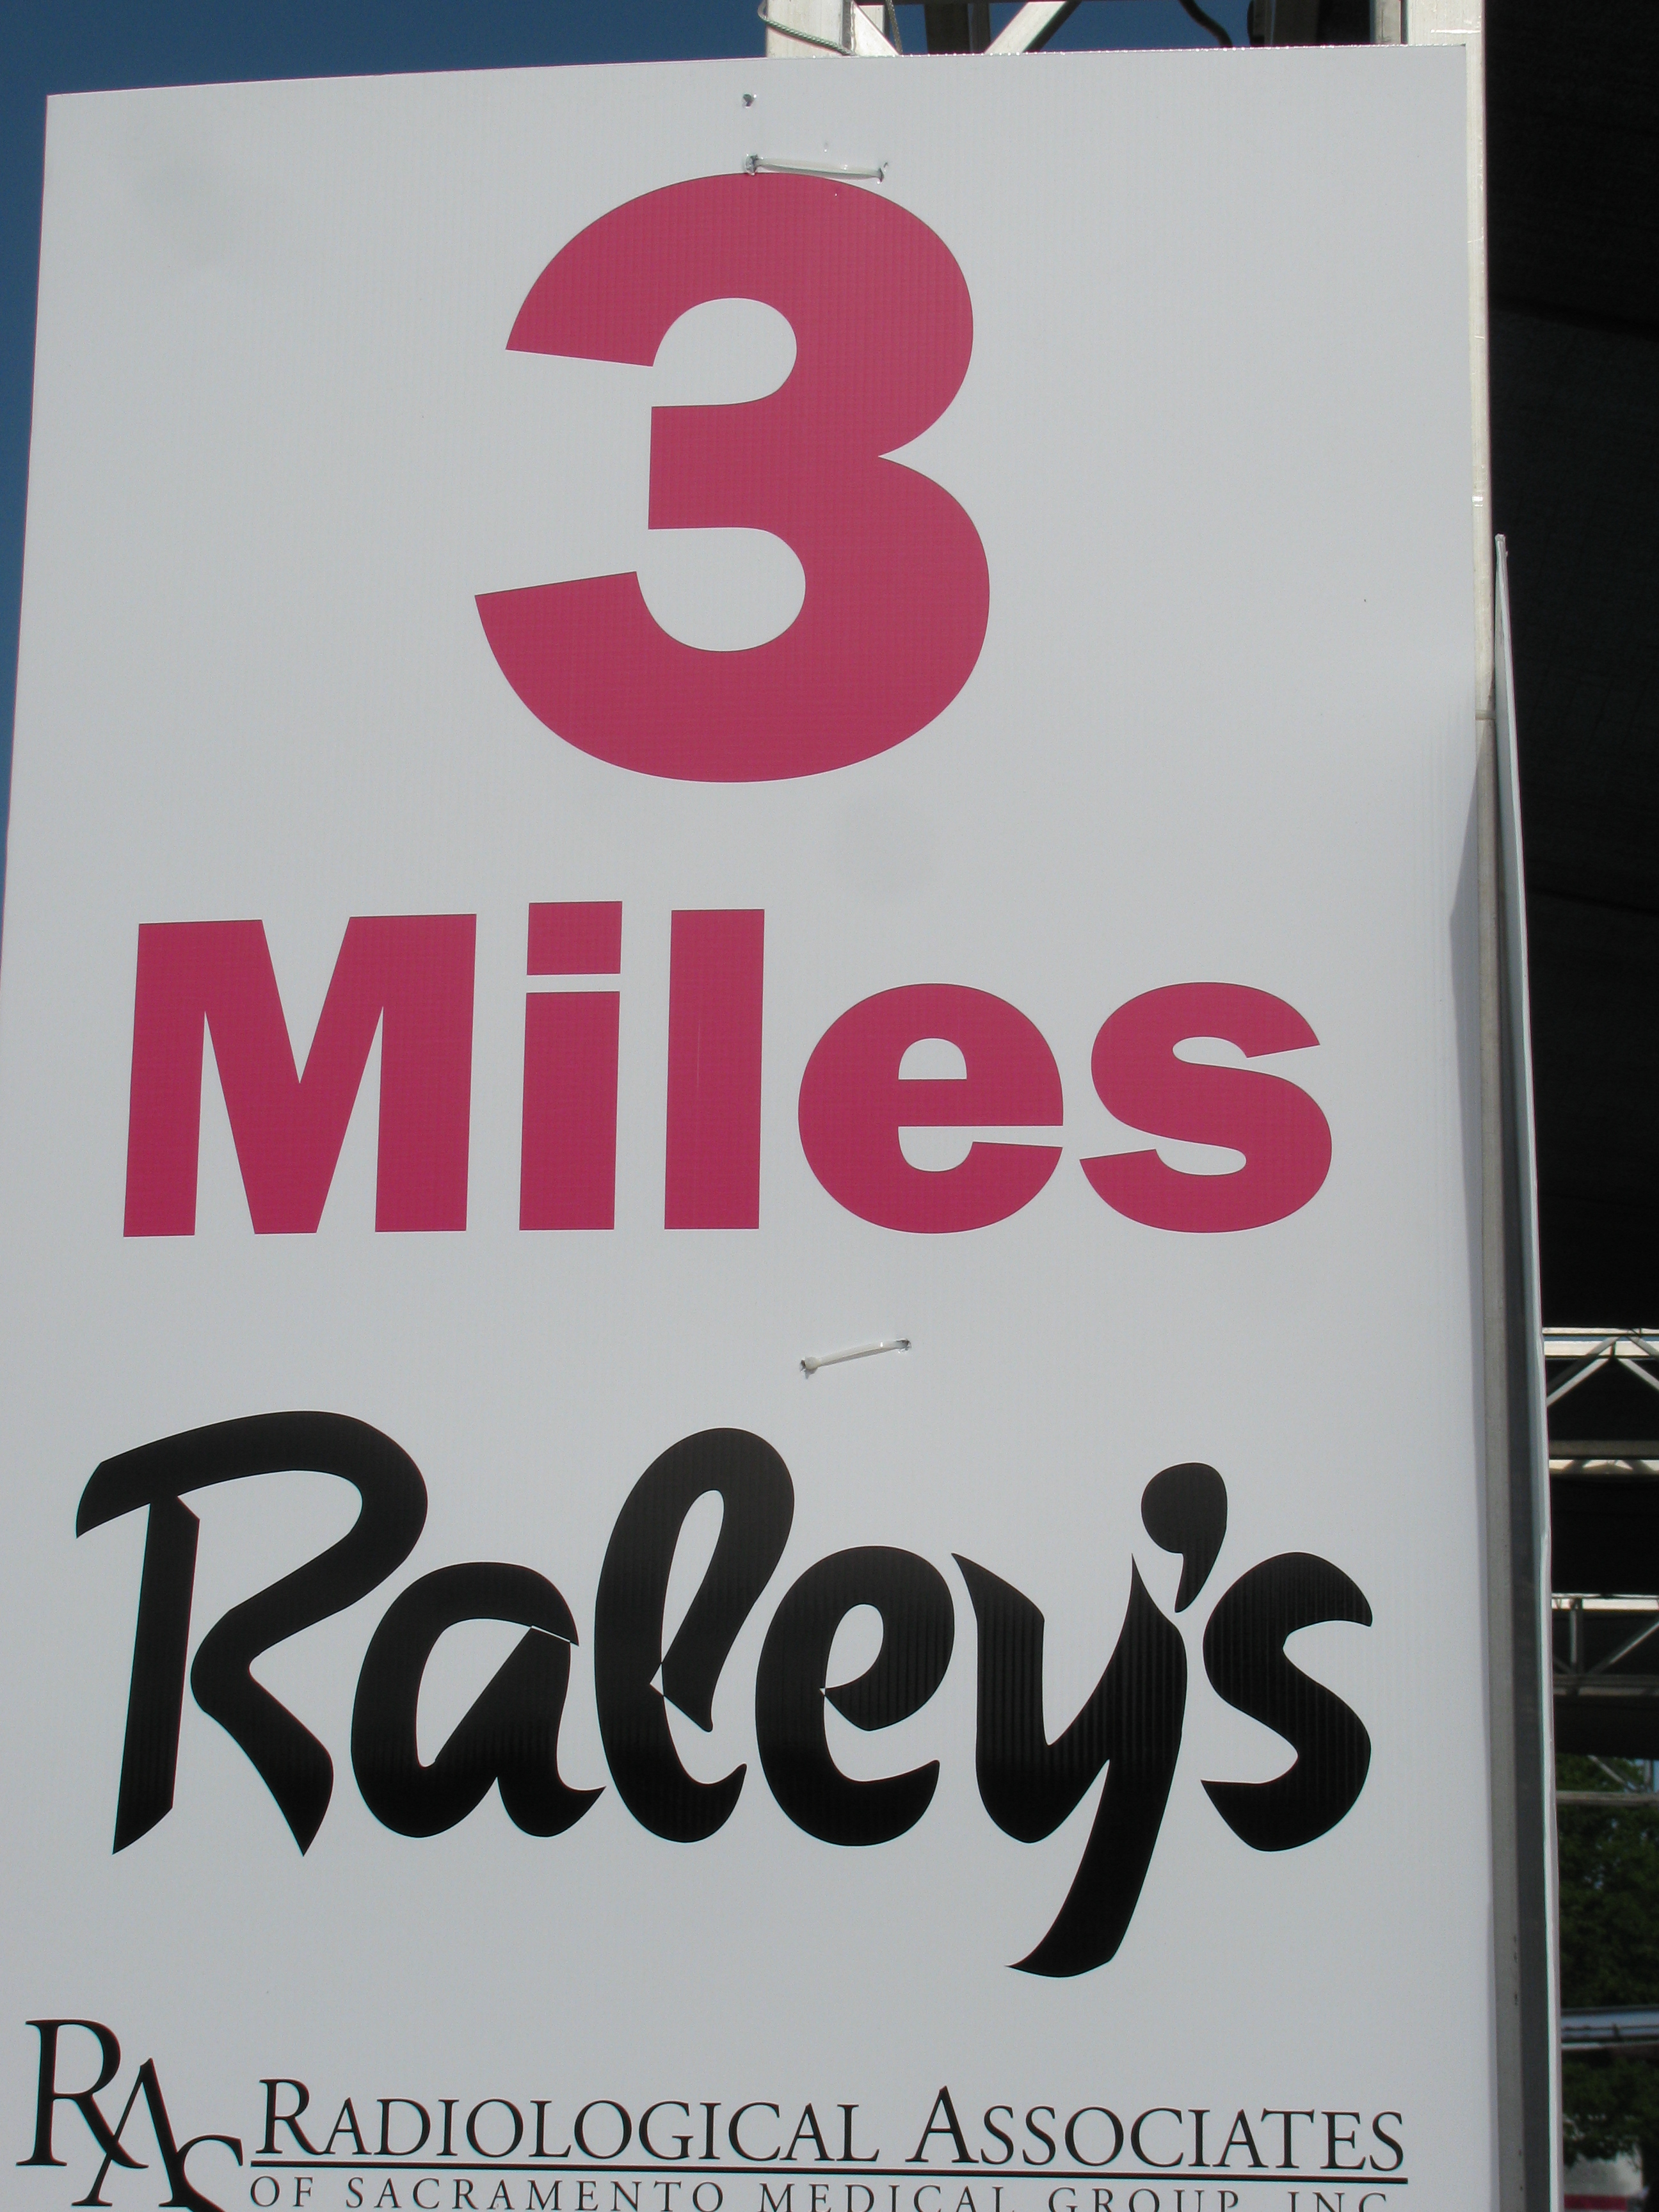 3
Miles
Raley's
RAS
RADIOLOGICAL ASSOCIATES
OF SACRAMENTO MEDICAL GROUP, INC.